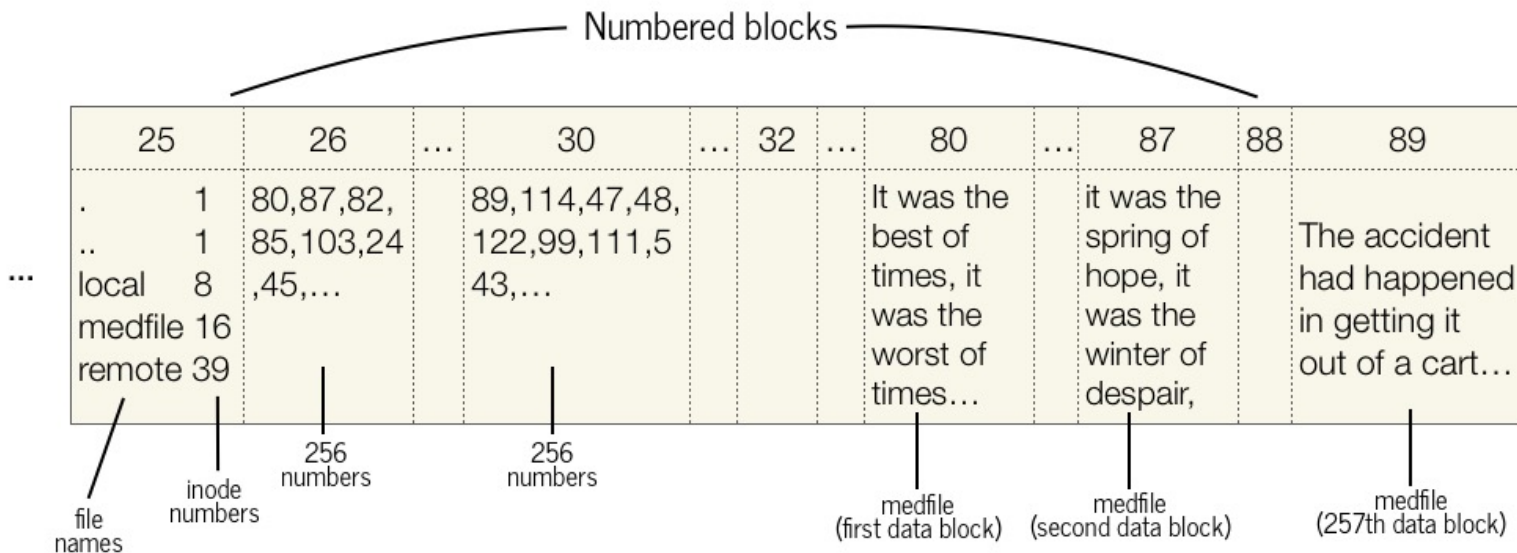 Numbered blocks
25 26 ... 30 ... 32 ... 80 ... 87 88 89
...
. 1
.. 1
local 8
medfile 16
remote 39
80,87,82,
85,103,24
,45,...
89,114,47,48,
122,99,111,5
43,...
It was the
best of
times, it
was the
worst of
times...
it was the
spring of
hope, it
was the
winter of
despair,
The accident
had happened
in getting it
out of a cart...
file
names
inode
numbers
256
numbers
256
numbers
medfile
(first data block)
medfile
(second data block)
medfile
(257th data block)